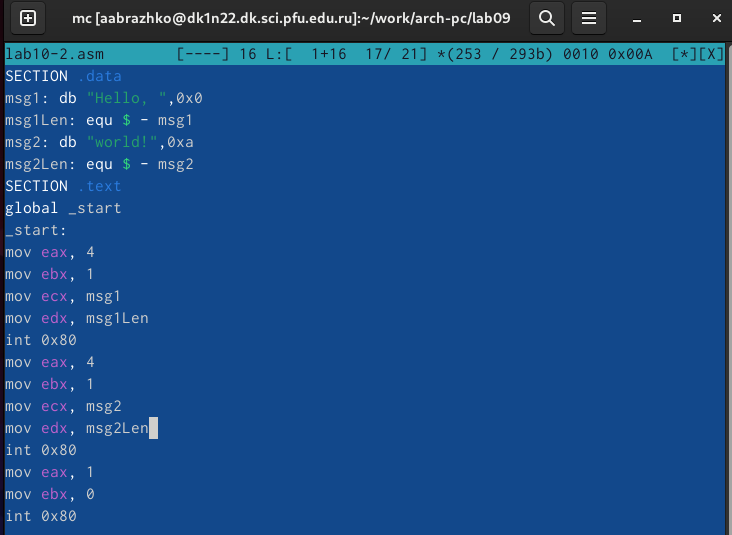 mc [aabrazhko@dk1n22.dk.sci.pfu.edu.ru]:~/work/arch-pc/lab09
lab10-2.asm [----] 16 L:[ 1+16 17/ 21] *(253 / 293b) 0010 0x00A [*][X]
SECTION .data
msg1: db "Hello, ",0x0
msg1Len: equ $ - msg1
msg2: db "world!",0xa
msg2Len: equ $ - msg2
SECTION .text
global _start
_start:
mov eax, 4
mov ebx, 1
mov ecx, msg1
mov edx, msg1Len
int 0x80
mov eax, 4
mov ebx, 1
mov ecx, msg2
mov edx, msg2Len
int 0x80
mov eax, 1
mov ebx, 0
int 0x80